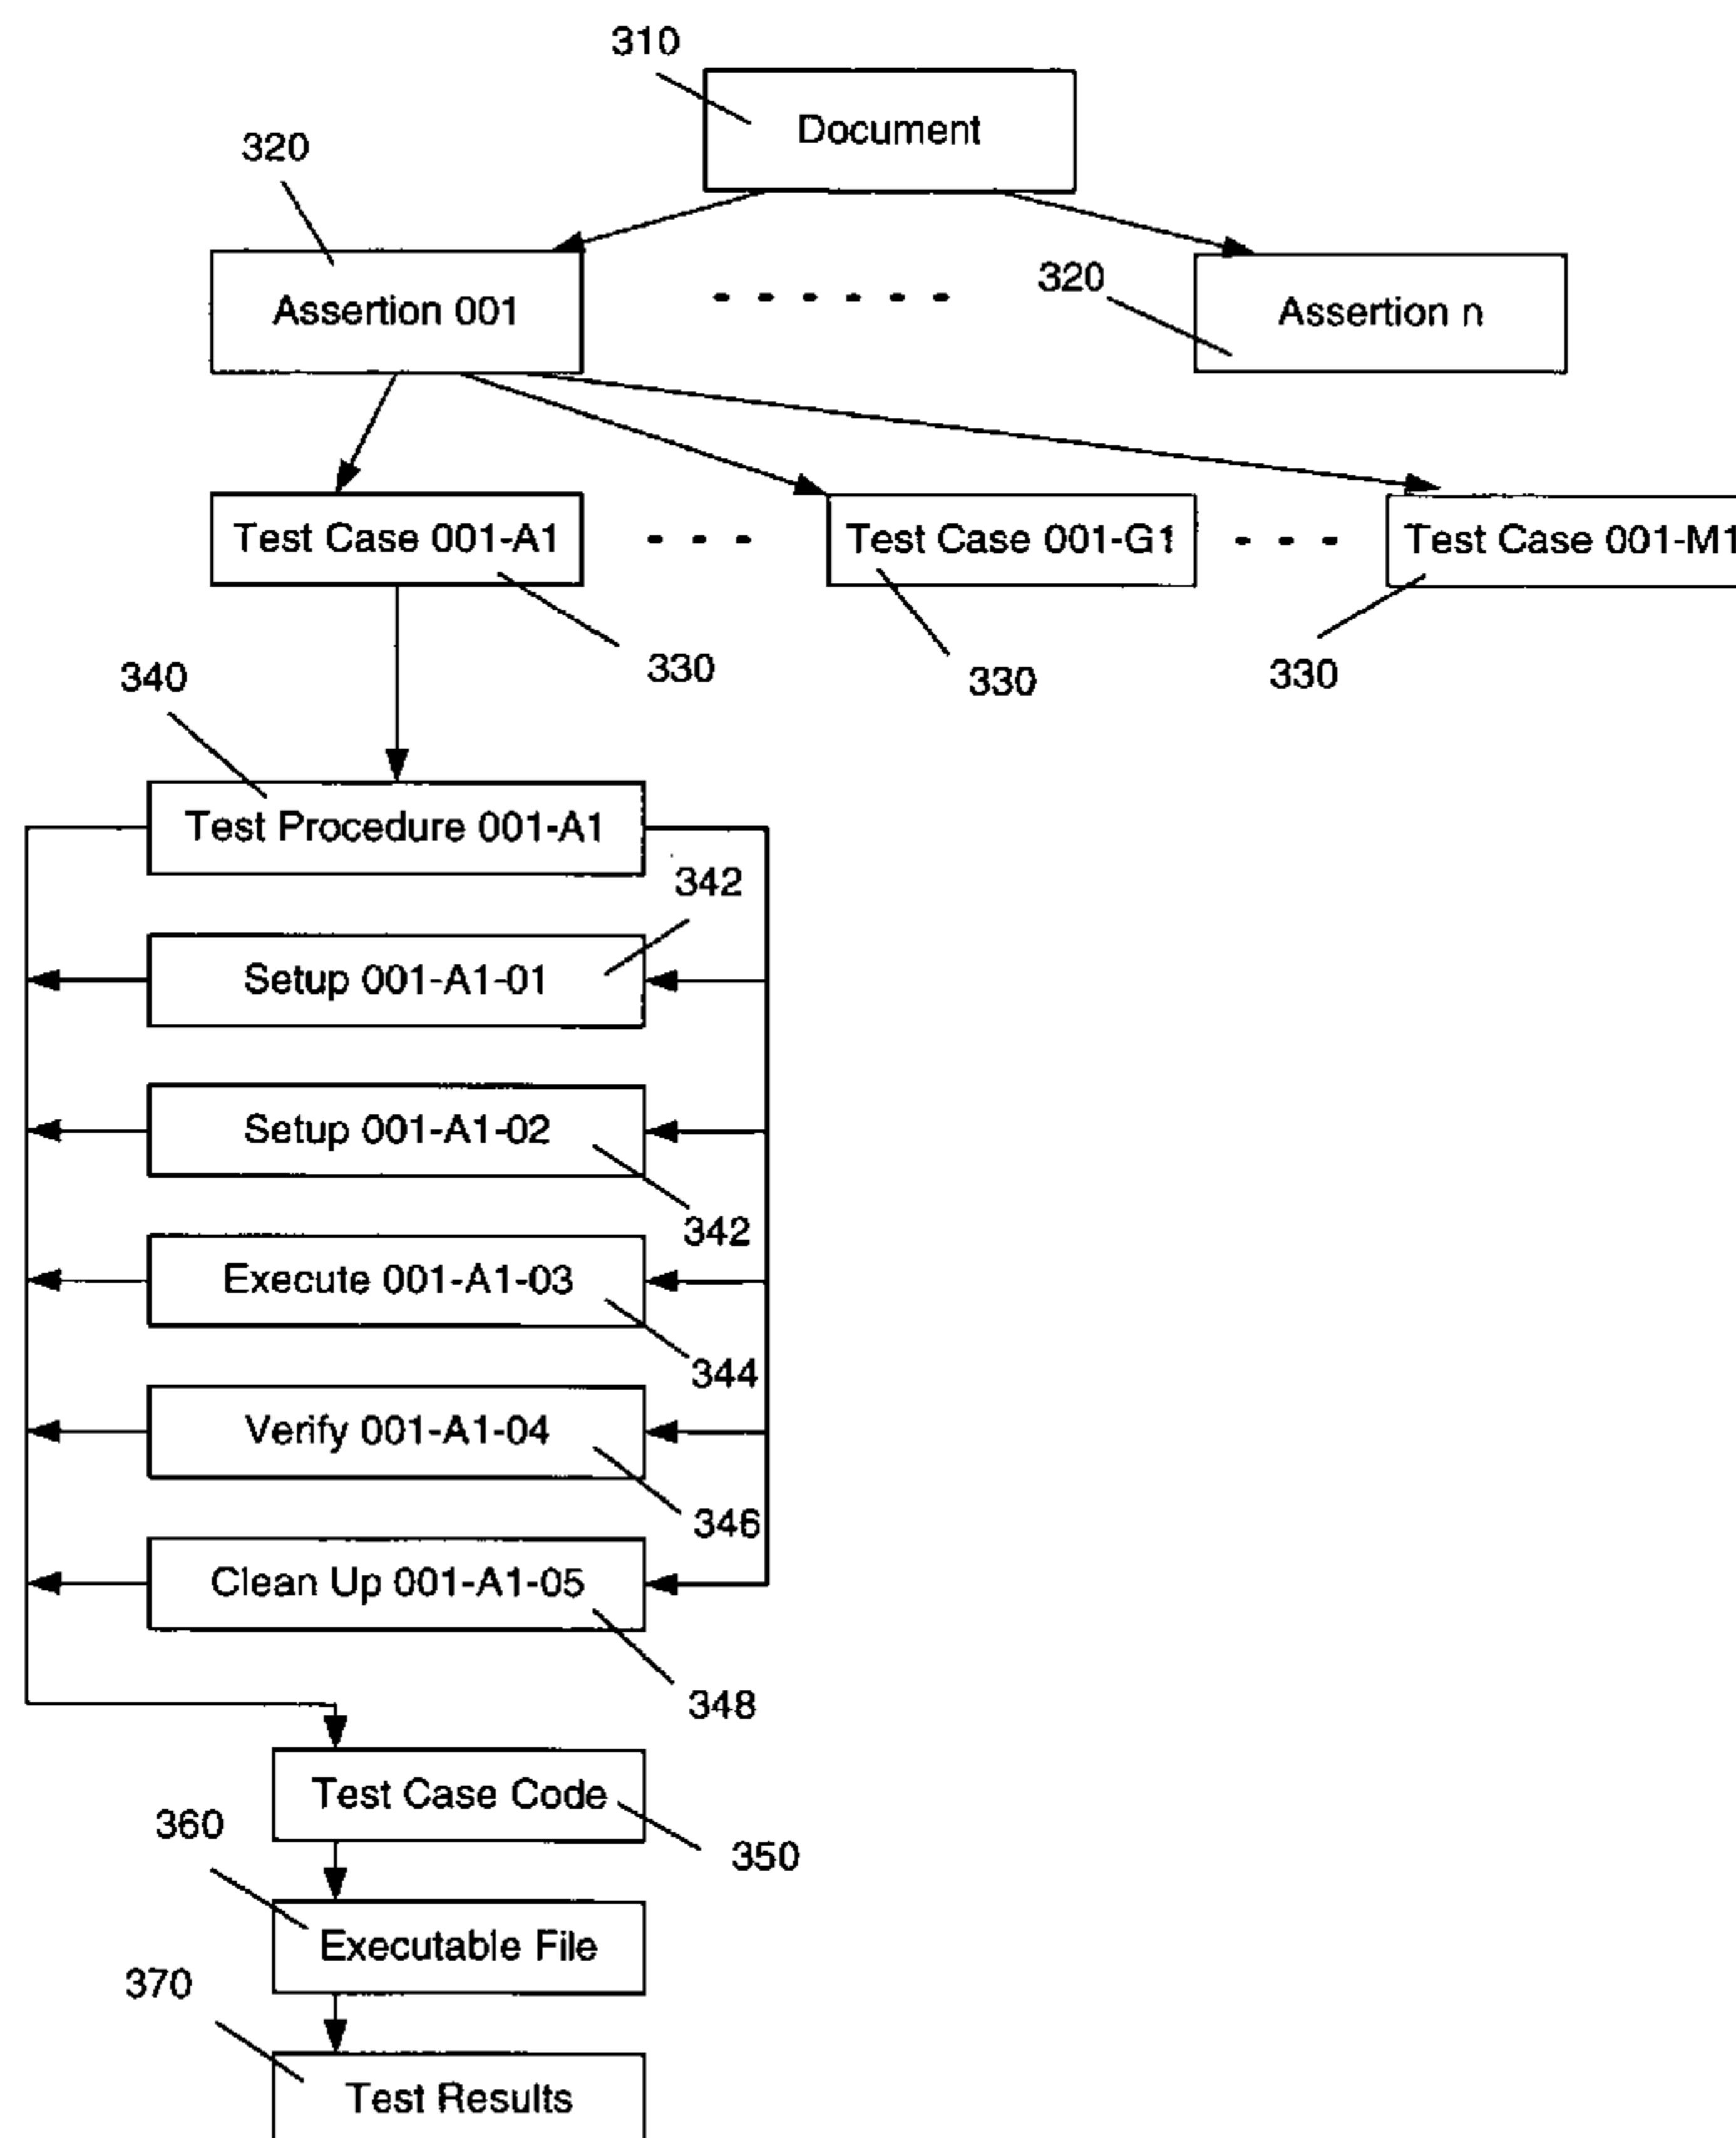 310
Document
320
Assertion 001
320
Assertion n
Test Case 001-A1
Test Case 001-G1
Test Case 001-M1
330
330
330
340
Test Procedure 001-A1
342
Setup 001-A1-01
Setup 001-A1-02
342
Execute 001-A1-03
344
Verify 001-A1-04
346
Clean Up 001-A1-05
348
Test Case Code
350
360
Executable File
370
Test Results